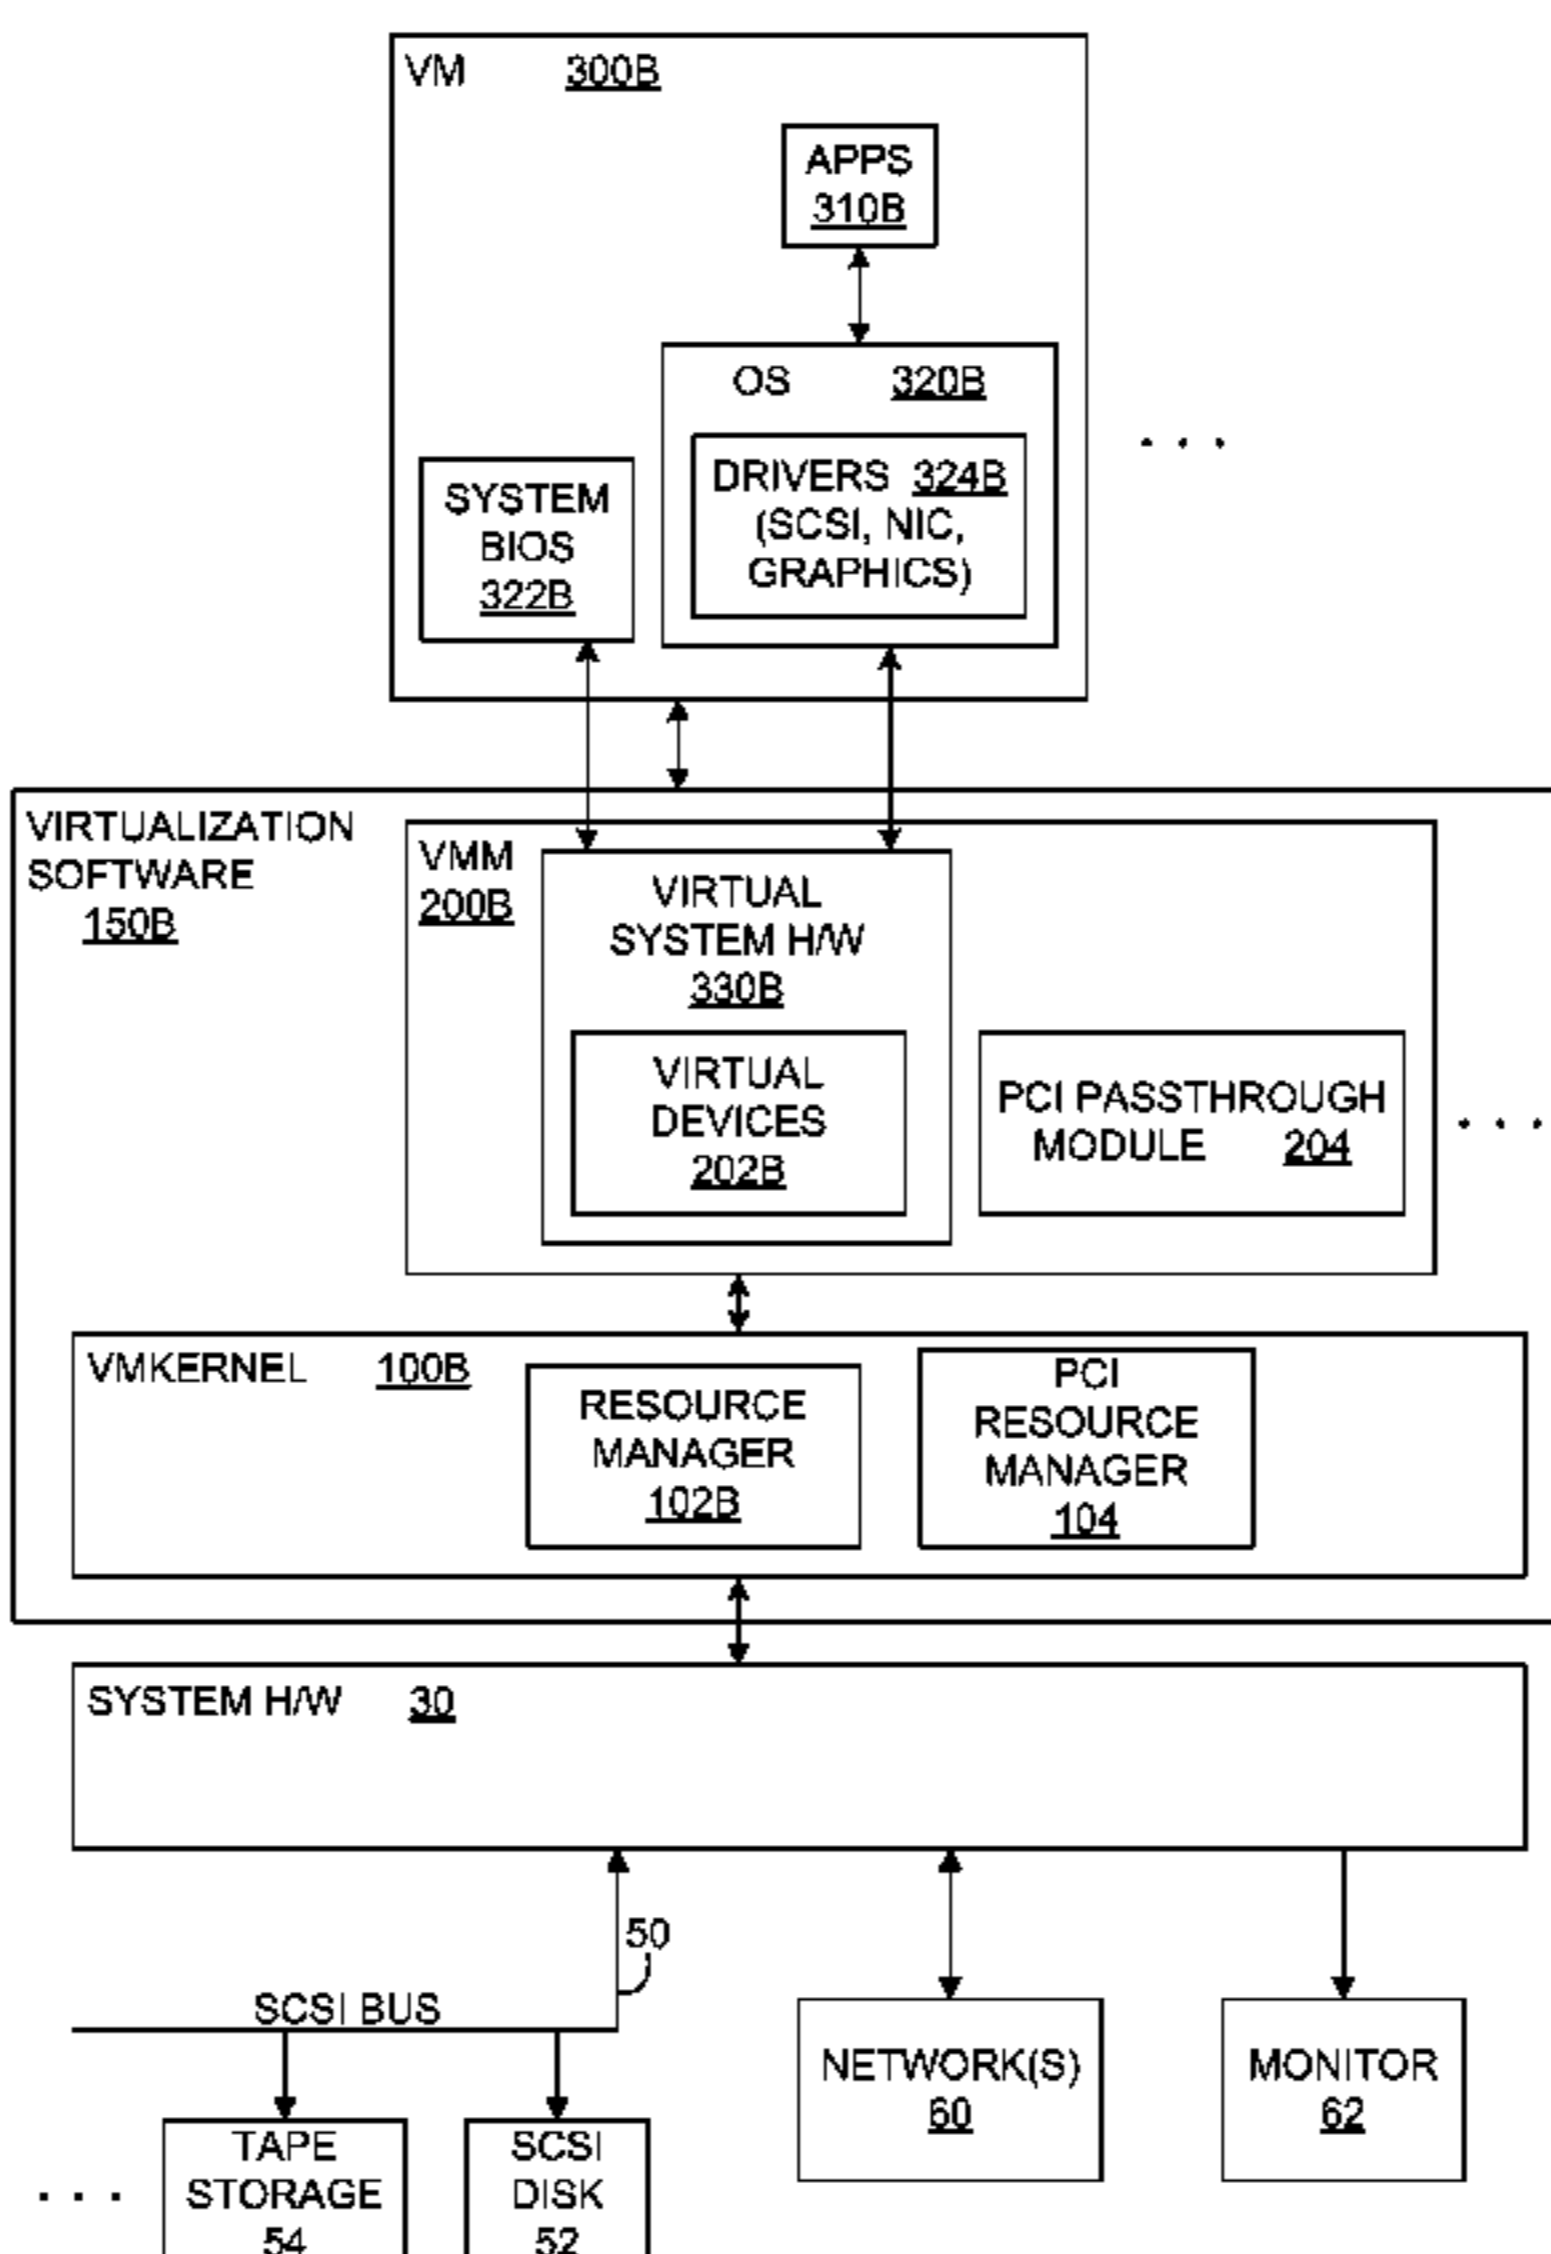 VM 300B
APPS
310B
OS 320B
DRIVERS 324B
(SCSI, NIC,
GRAPHICS)
SYSTEM
BIOS
322B
. . .
VIRTUALIZATION
SOFTWARE
150B
VMM
200B
VIRTUAL
SYSTEM H/W
330B
VIRTUAL
DEVICES
202B
PCI PASSTHROUGH
MODULE 204
. . .
VMKERNEL 100B
RESOURCE
MANAGER
102B
PCI
RESOURCE
MANAGER
104
SYSTEM H/W 30
50
SCSI BUS
NETWORK(S)
60
MONITOR
62
. . .
TAPE
STORAGE
54
SCSI
DISK
52